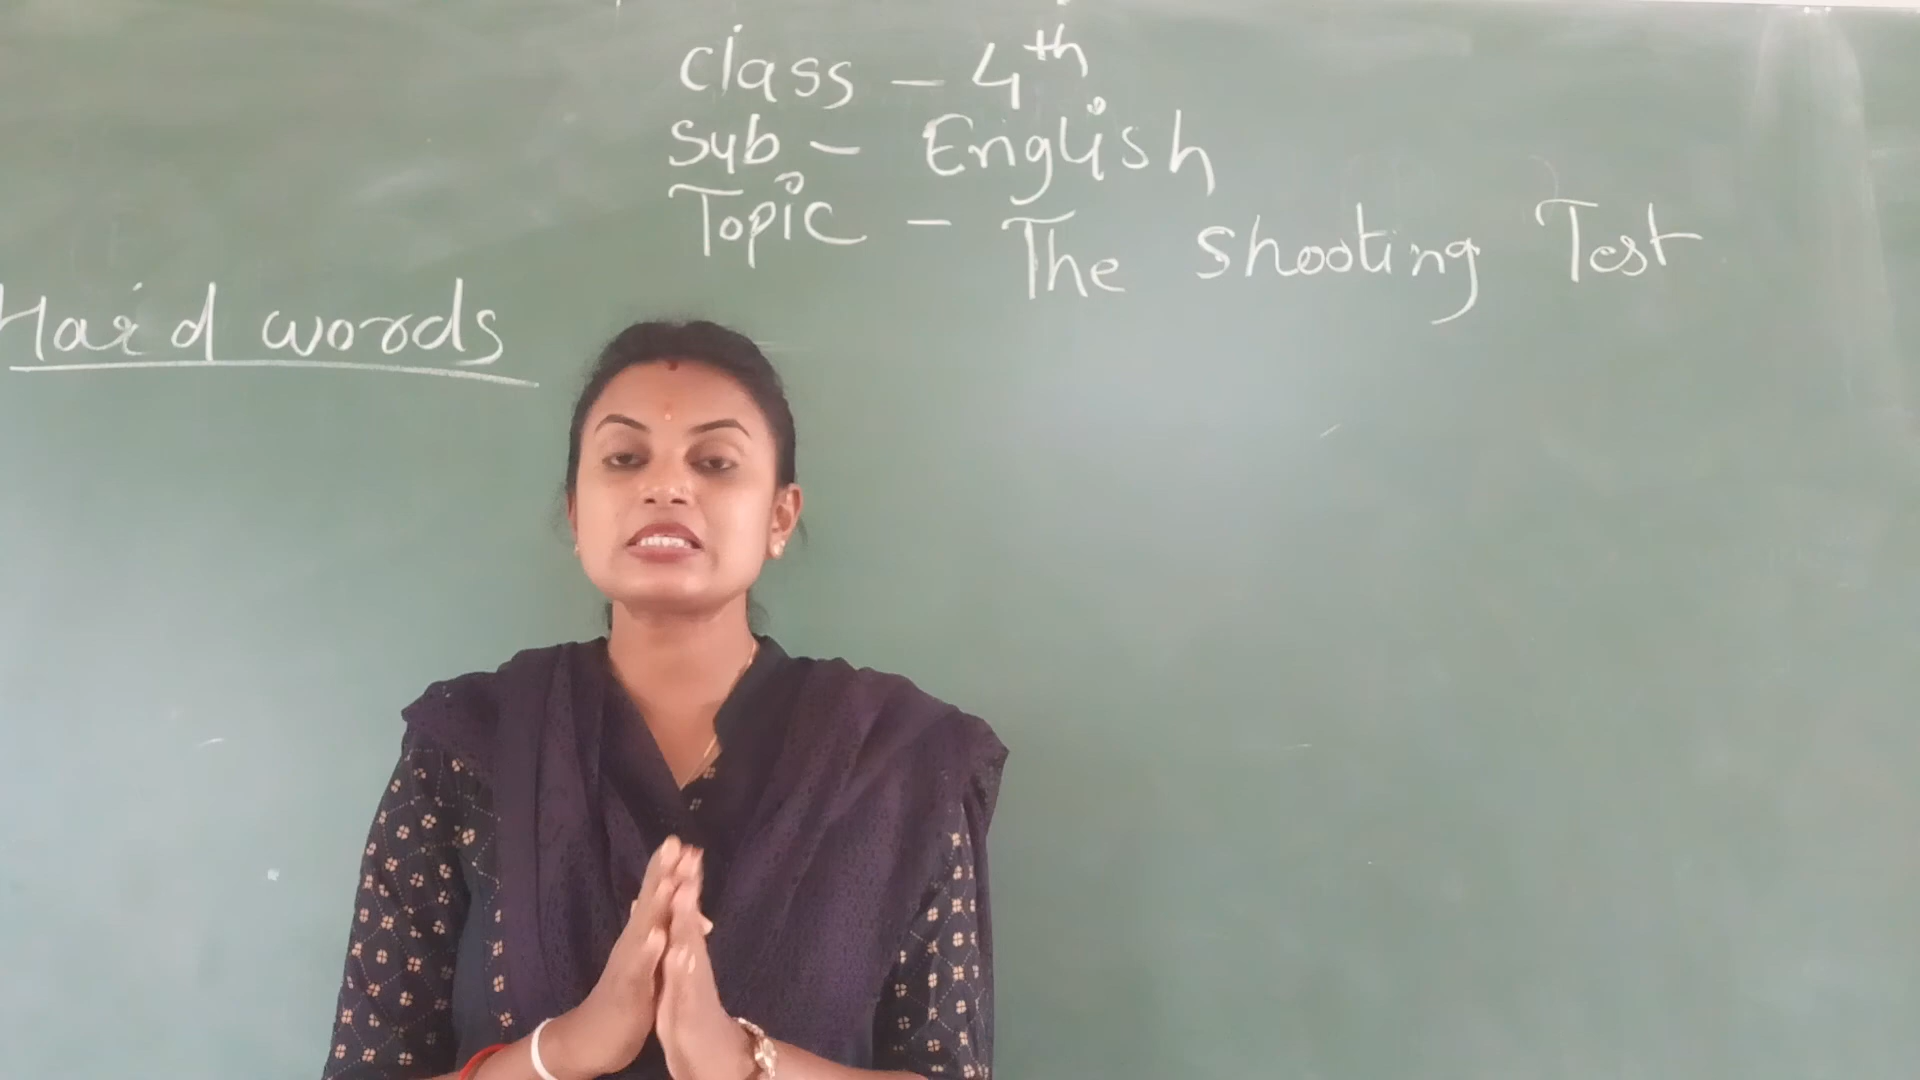 Class - 4th
Sub - English
Topic - The Shooting Test
Hard words